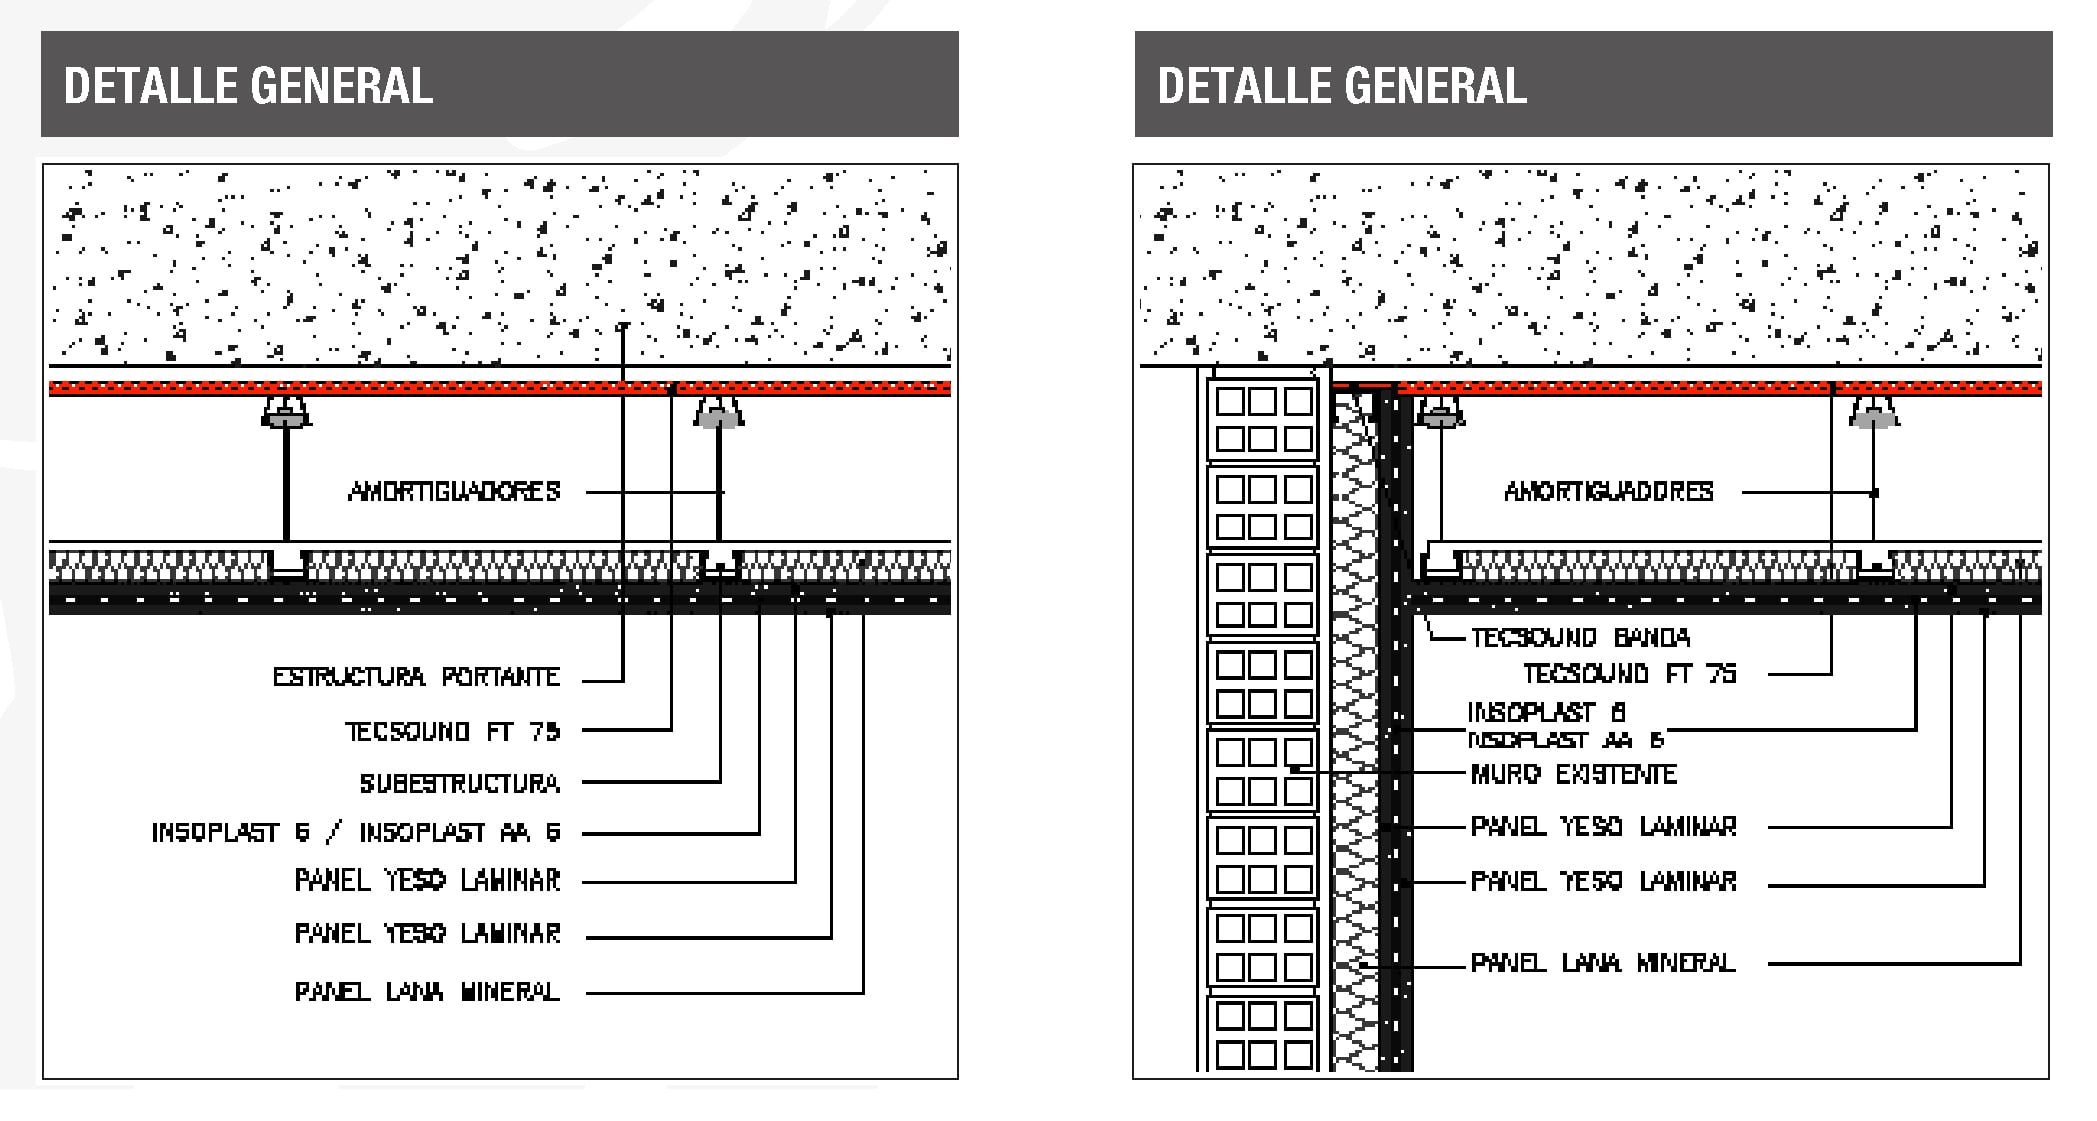 DETALLE GENERAL
AMORTIGUADORES
ESTRUCTURA PORTANTE
TECSOUND FT 75
SUBESTRUCTURA
INSOPLAST 6 / INSOPLAST AA 6
PANEL YESO LAMINAR
PANEL YESO LAMINAR
PANEL LANA MINERAL
DETALLE GENERAL
AMORTIGUADORES
TECSOUND BANDA
TECSOUND FT 75
INSOPLAST 6
INSOPLAST AA 6
MURO EXISTENTE
PANEL YESO LAMINAR
PANEL YESO LAMINAR
PANEL LANA MINERAL